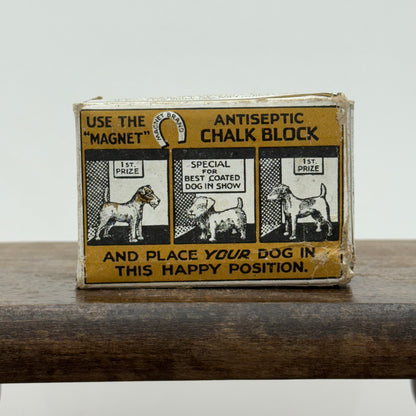 USE THE
"MAGNET"
MAGNET BRAND
ANTISEPTIC
CHALK BLOCK
1ST.
PRIZE
SPECIAL
FOR
BEST COATED
DOG IN SHOW
1ST.
PRIZE
AND PLACE YOUR DOG IN
THIS HAPPY POSITION.